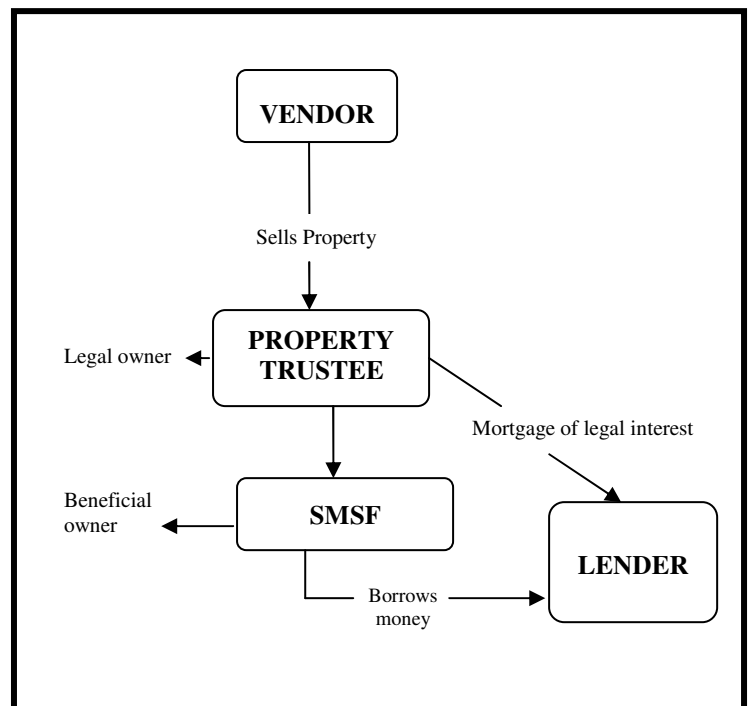 VENDOR
Sells Property
Legal owner
PROPERTY
TRUSTEE
Mortgage of legal interest
Beneficial
owner
SMSF
LENDER
Borrows
money